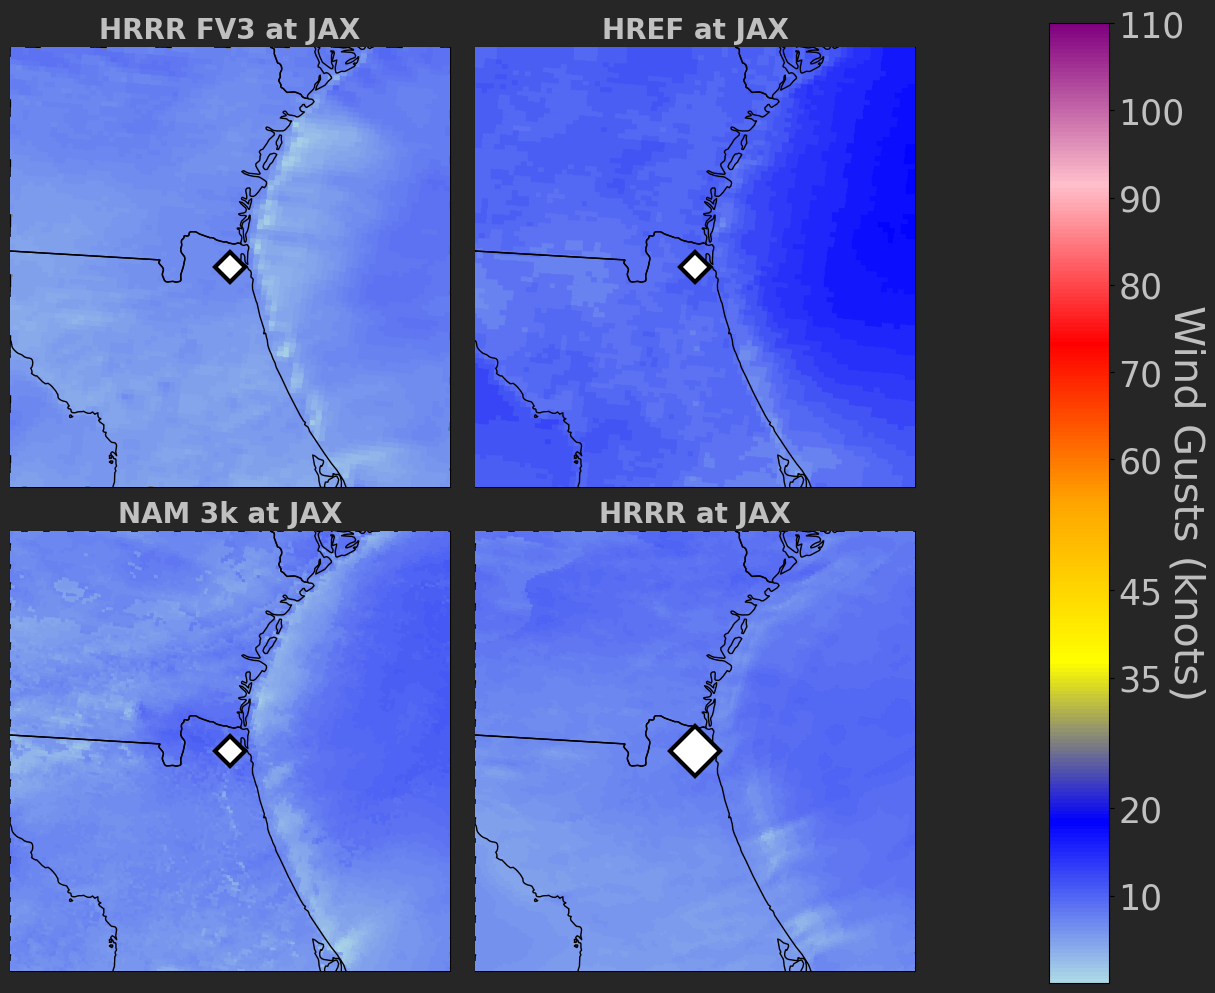 HRRR FV3 at JAX
HREF at JAX
NAM 3k at JAX
HRRR at JAX
110
100
90
80
70
60
45
35
20
10
Wind Gusts (knots)